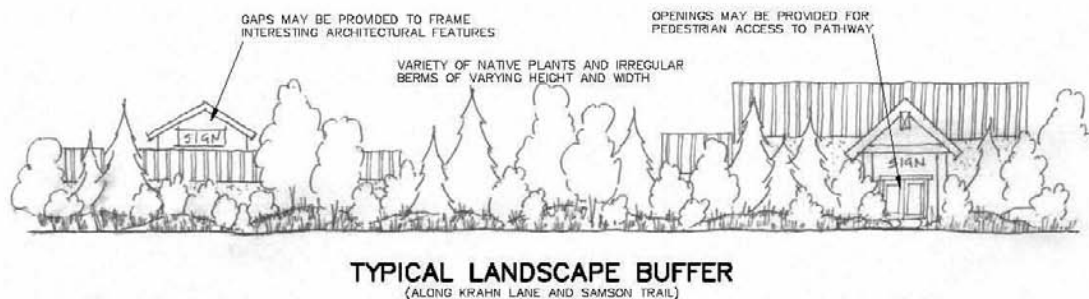 GAPS MAY BE PROVIDED TO FRAME
INTERESTING ARCHITECTURAL FEATURES
OPENINGS MAY BE PROVIDED FOR
PEDESTRIAN ACCESS TO PATHWAY
VARIETY OF NATIVE PLANTS AND IRREGULAR
BERMS OF VARYING HEIGHT AND WIDTH
SIGN
SIGN
TYPICAL LANDSCAPE BUFFER
(ALONG KRAHN LANE AND SAMSON TRAIL)